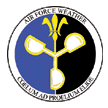 AIR FORCE WEATHER
COELUM AD PROELIUM ELIGE